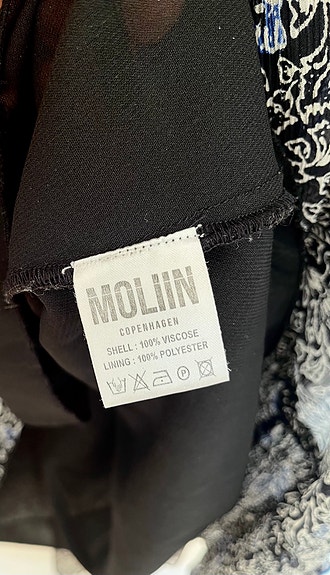 MOLIIN
COPENHAGEN
SHELL : 100% VISCOSE
LINING : 100% POLYESTER
P